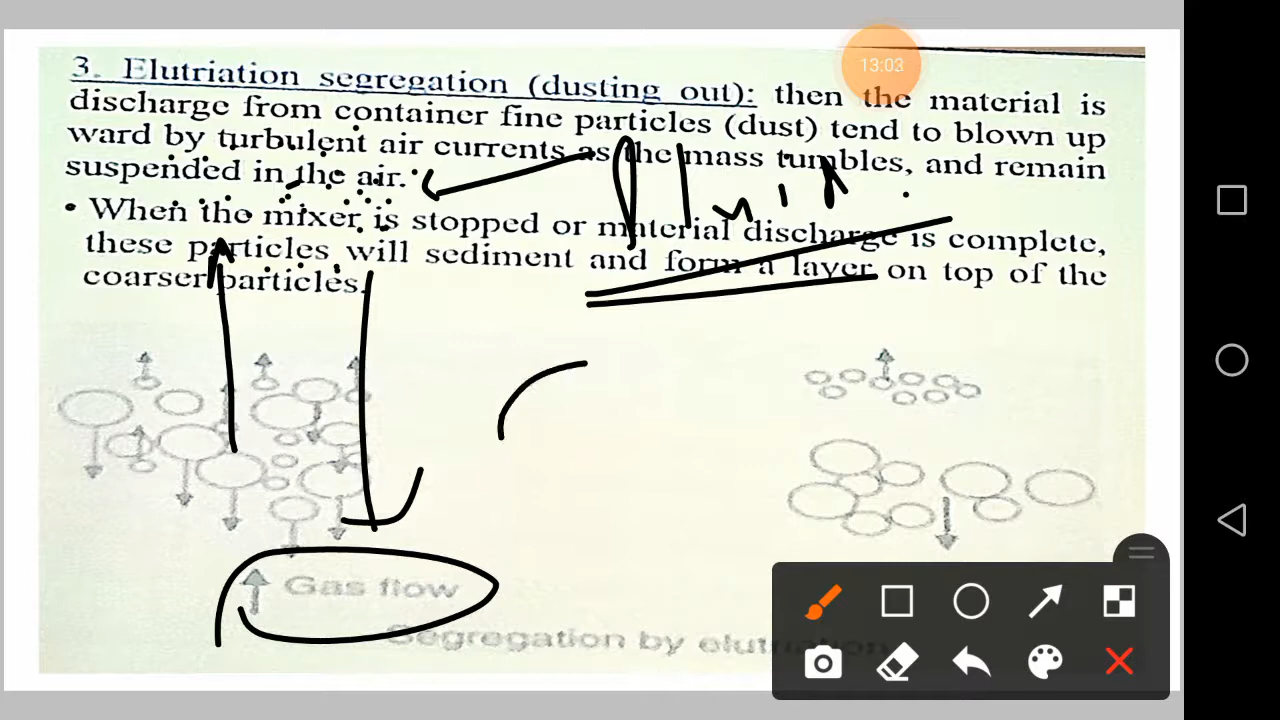 13:03
3. Elutriation segregation (dusting out): then the material is
discharge from container fine particles (dust) tend to blown up
ward by turbulent air currents as the mass tumbles, and remain
suspended in the air.
• When the mixer is stopped or material discharge is complete,
these particles will sediment and form a layer on top of the
coarser particles.
Gas flow
Segregation by elutriation